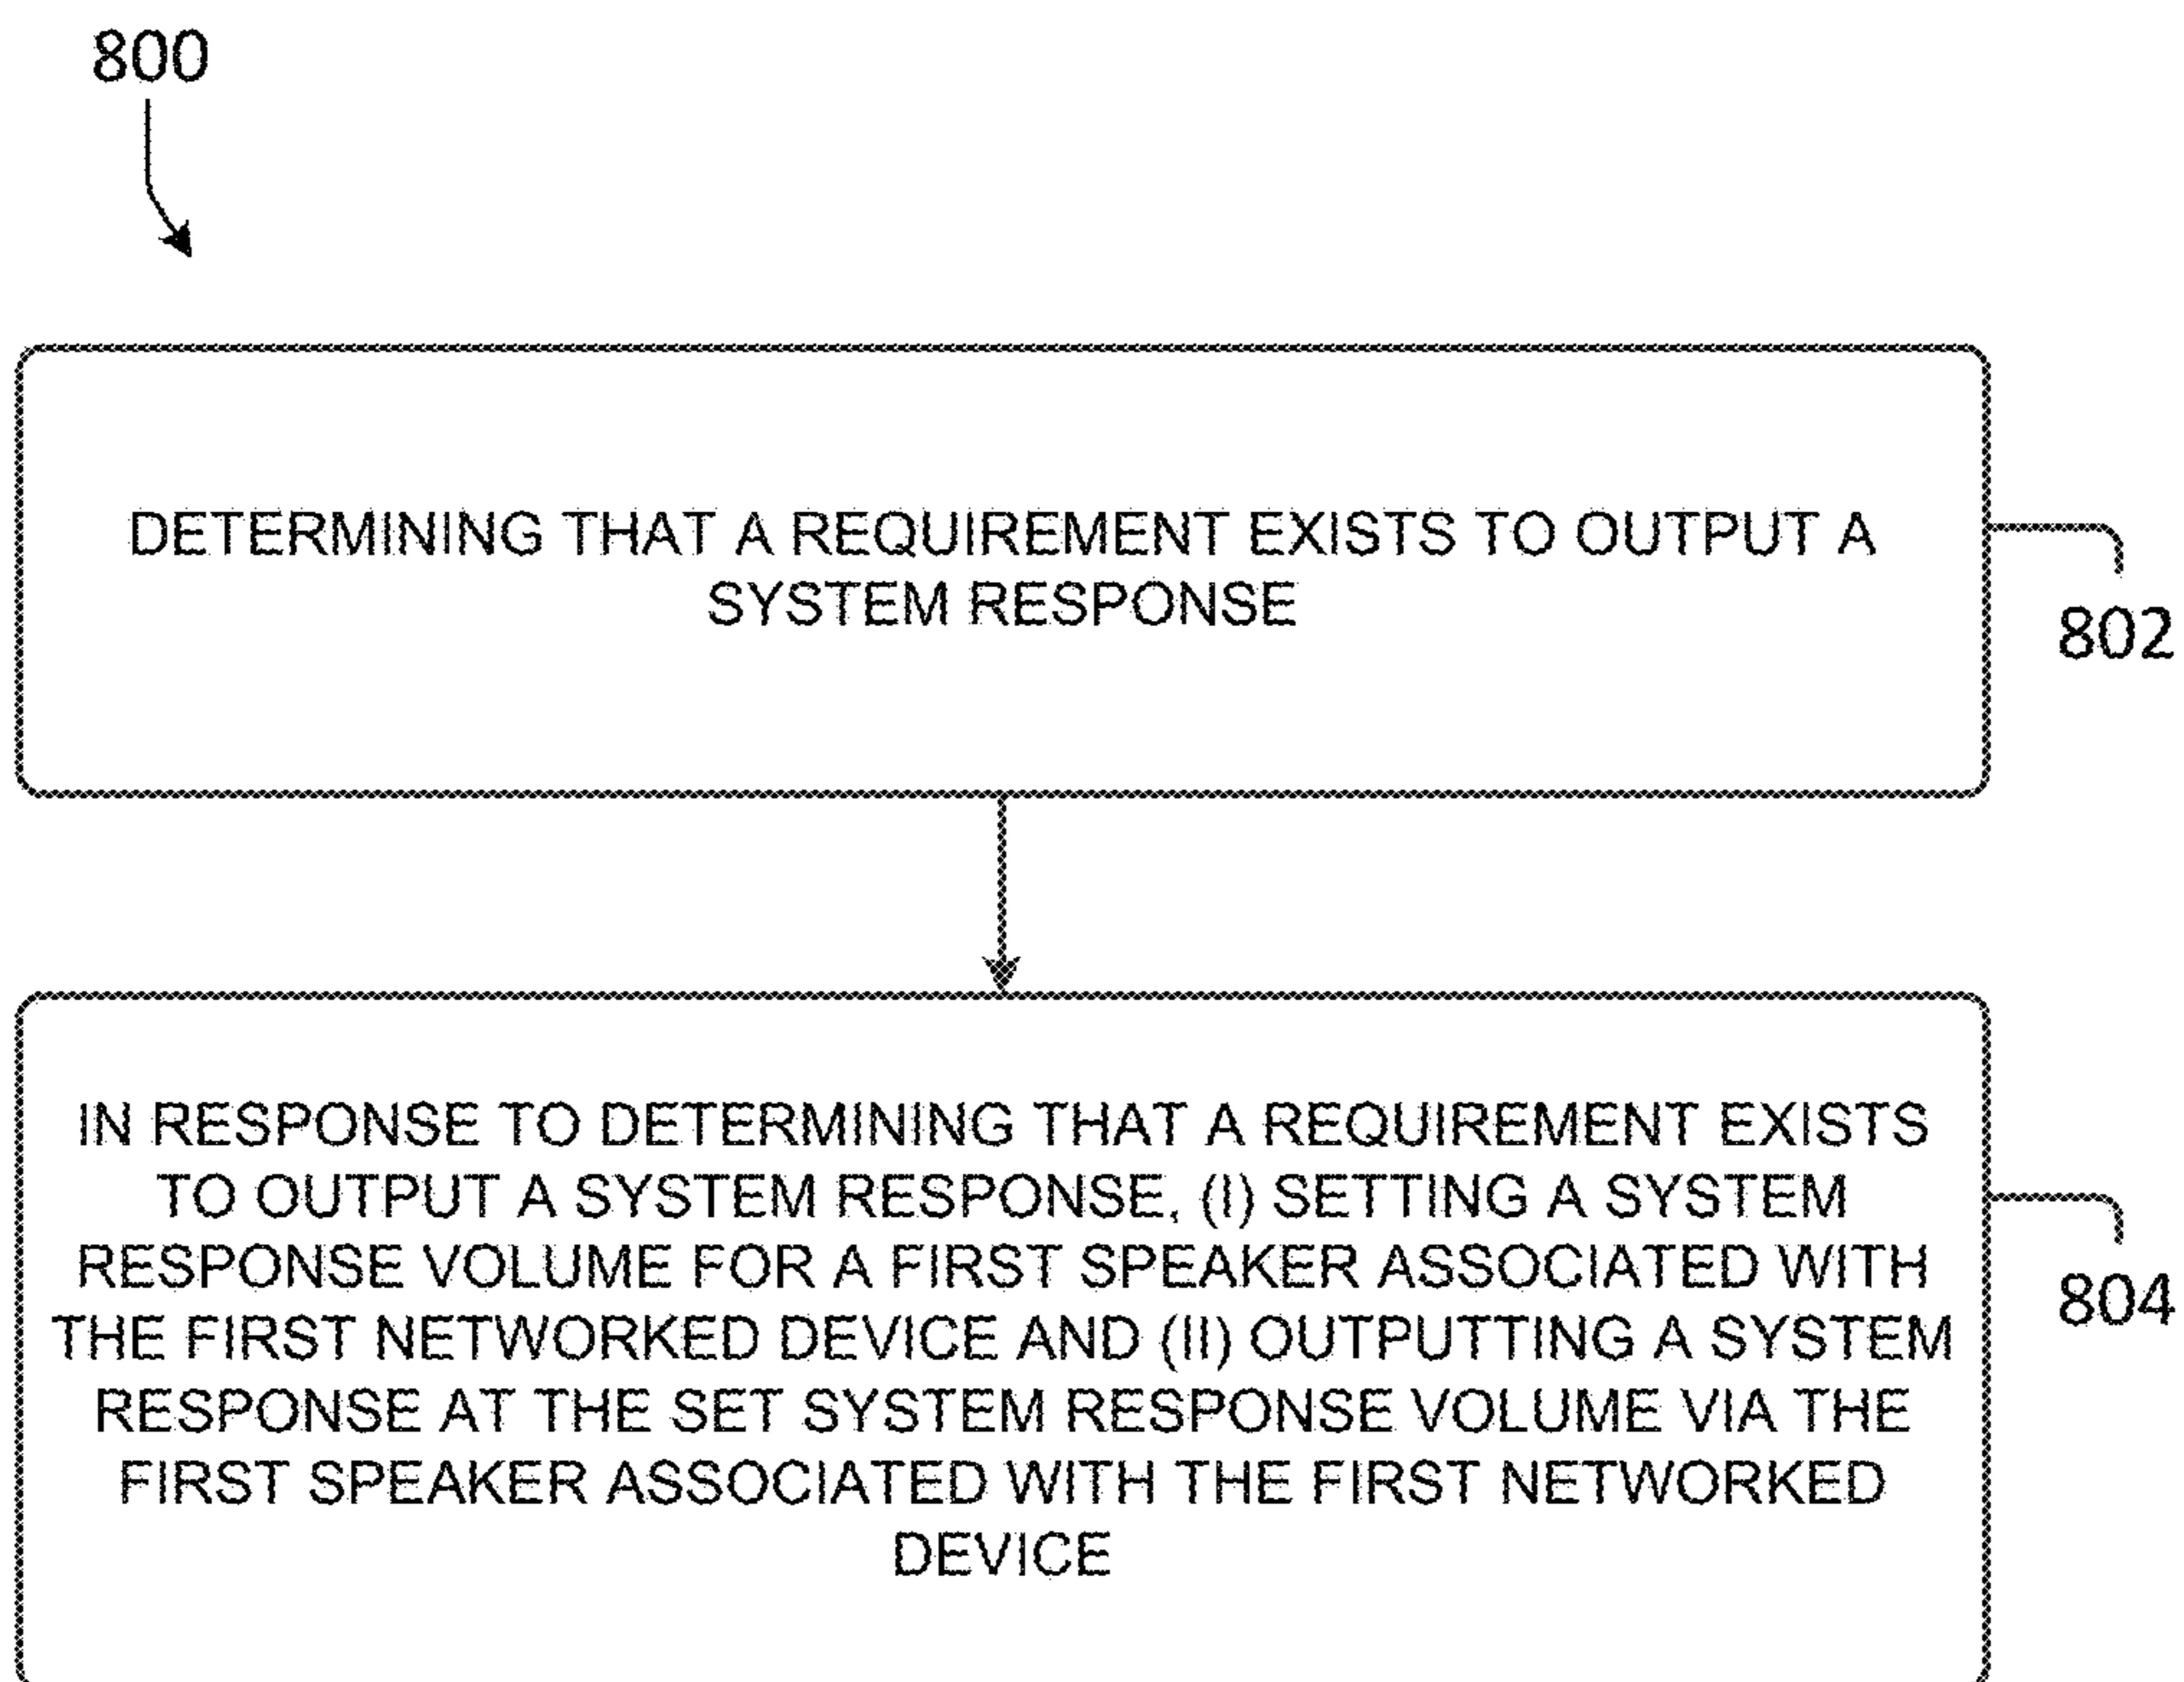 800
DETERMINING THAT A REQUIREMENT EXISTS TO OUTPUT A
SYSTEM RESPONSE
802
IN RESPONSE TO DETERMINING THAT A REQUIREMENT EXISTS
TO OUTPUT A SYSTEM RESPONSE, (I) SETTING A SYSTEM
RESPONSE VOLUME FOR A FIRST SPEAKER ASSOCIATED WITH
THE FIRST NETWORKED DEVICE AND (II) OUTPUTTING A SYSTEM
RESPONSE AT THE SET SYSTEM RESPONSE VOLUME VIA THE
FIRST SPEAKER ASSOCIATED WITH THE FIRST NETWORKED
DEVICE
804